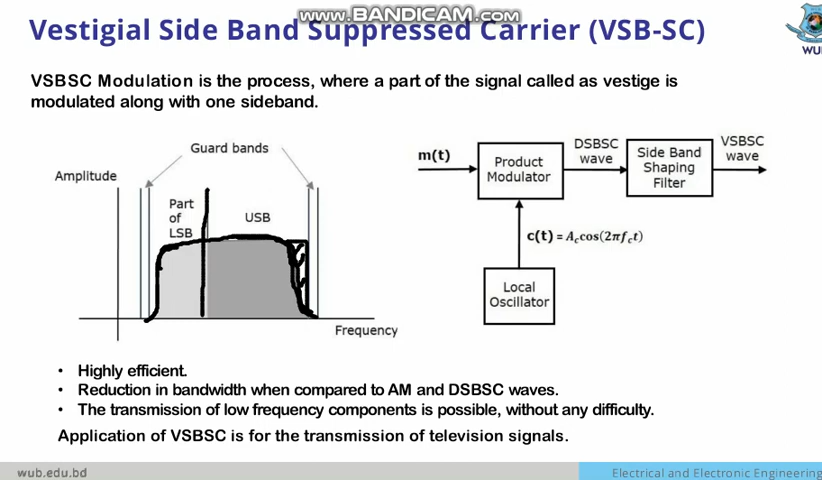 www.BANDICAM.com
Vestigial Side Band Suppressed Carrier (VSB-SC)
WUB
VSBSC Modulation is the process, where a part of the signal called as vestige is
modulated along with one sideband.
Guard bands
Amplitude
Part
of
LSB
USB
Frequency
m(t)
Product
Modulator
DSBSC
wave
Side Band
Shaping
Filter
VSBSC
wave
c(t) = A_c cos(2πf_c t)
Local
Oscillator
• Highly efficient.
• Reduction in bandwidth when compared to AM and DSBSC waves.
• The transmission of low frequency components is possible, without any difficulty.
Application of VSBSC is for the transmission of television signals.
wub.edu.bd
Electrical and Electronic Engineering